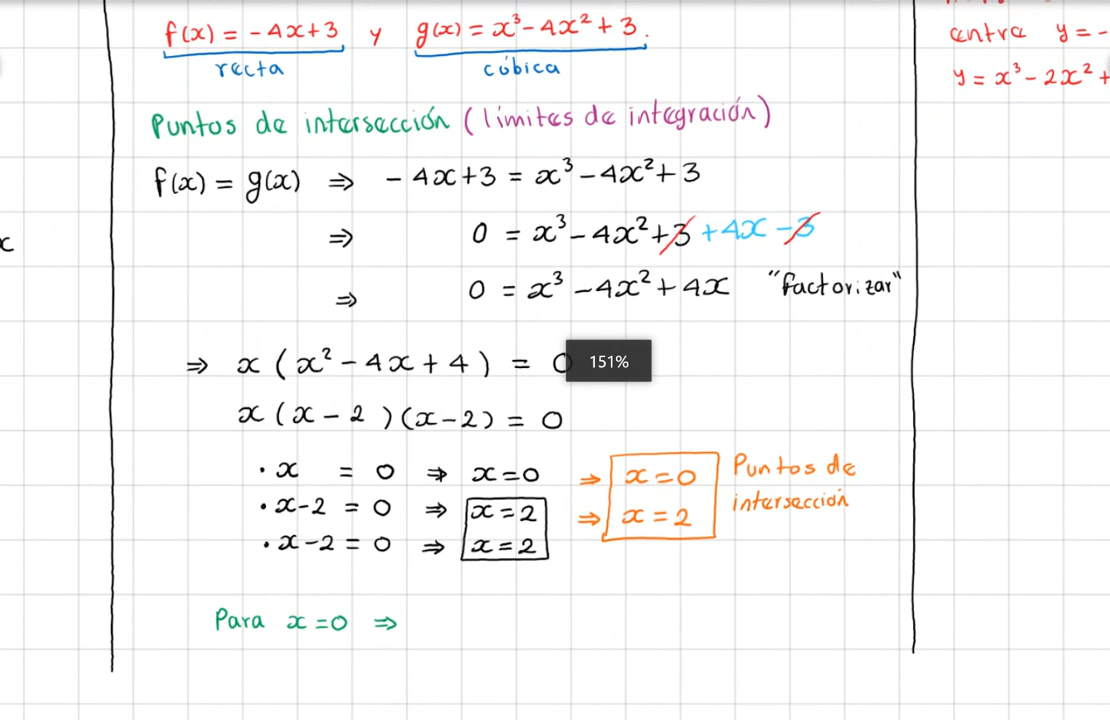 f(x) = -4x+3 y g(x) = x³-4x²+3.
recta cúbica
Puntos de intersección (límites de integración)
f(x) = g(x) ⇒ -4x+3 = x³-4x²+3
⇒ 0 = x³-4x²+3 +4x-3
⇒ 0 = x³-4x²+4x "Factorizar"
⇒ x(x²-4x+4) = 0
151%
x(x-2)(x-2) = 0
· x = 0 ⇒ x=0 ⇒ x=0
· x-2 = 0 ⇒ x=2 ⇒ x=2
· x-2 = 0 ⇒ x=2
Puntos de
intersección
Para x=0 ⇒
x
entre y = -
y = x³-2x²+